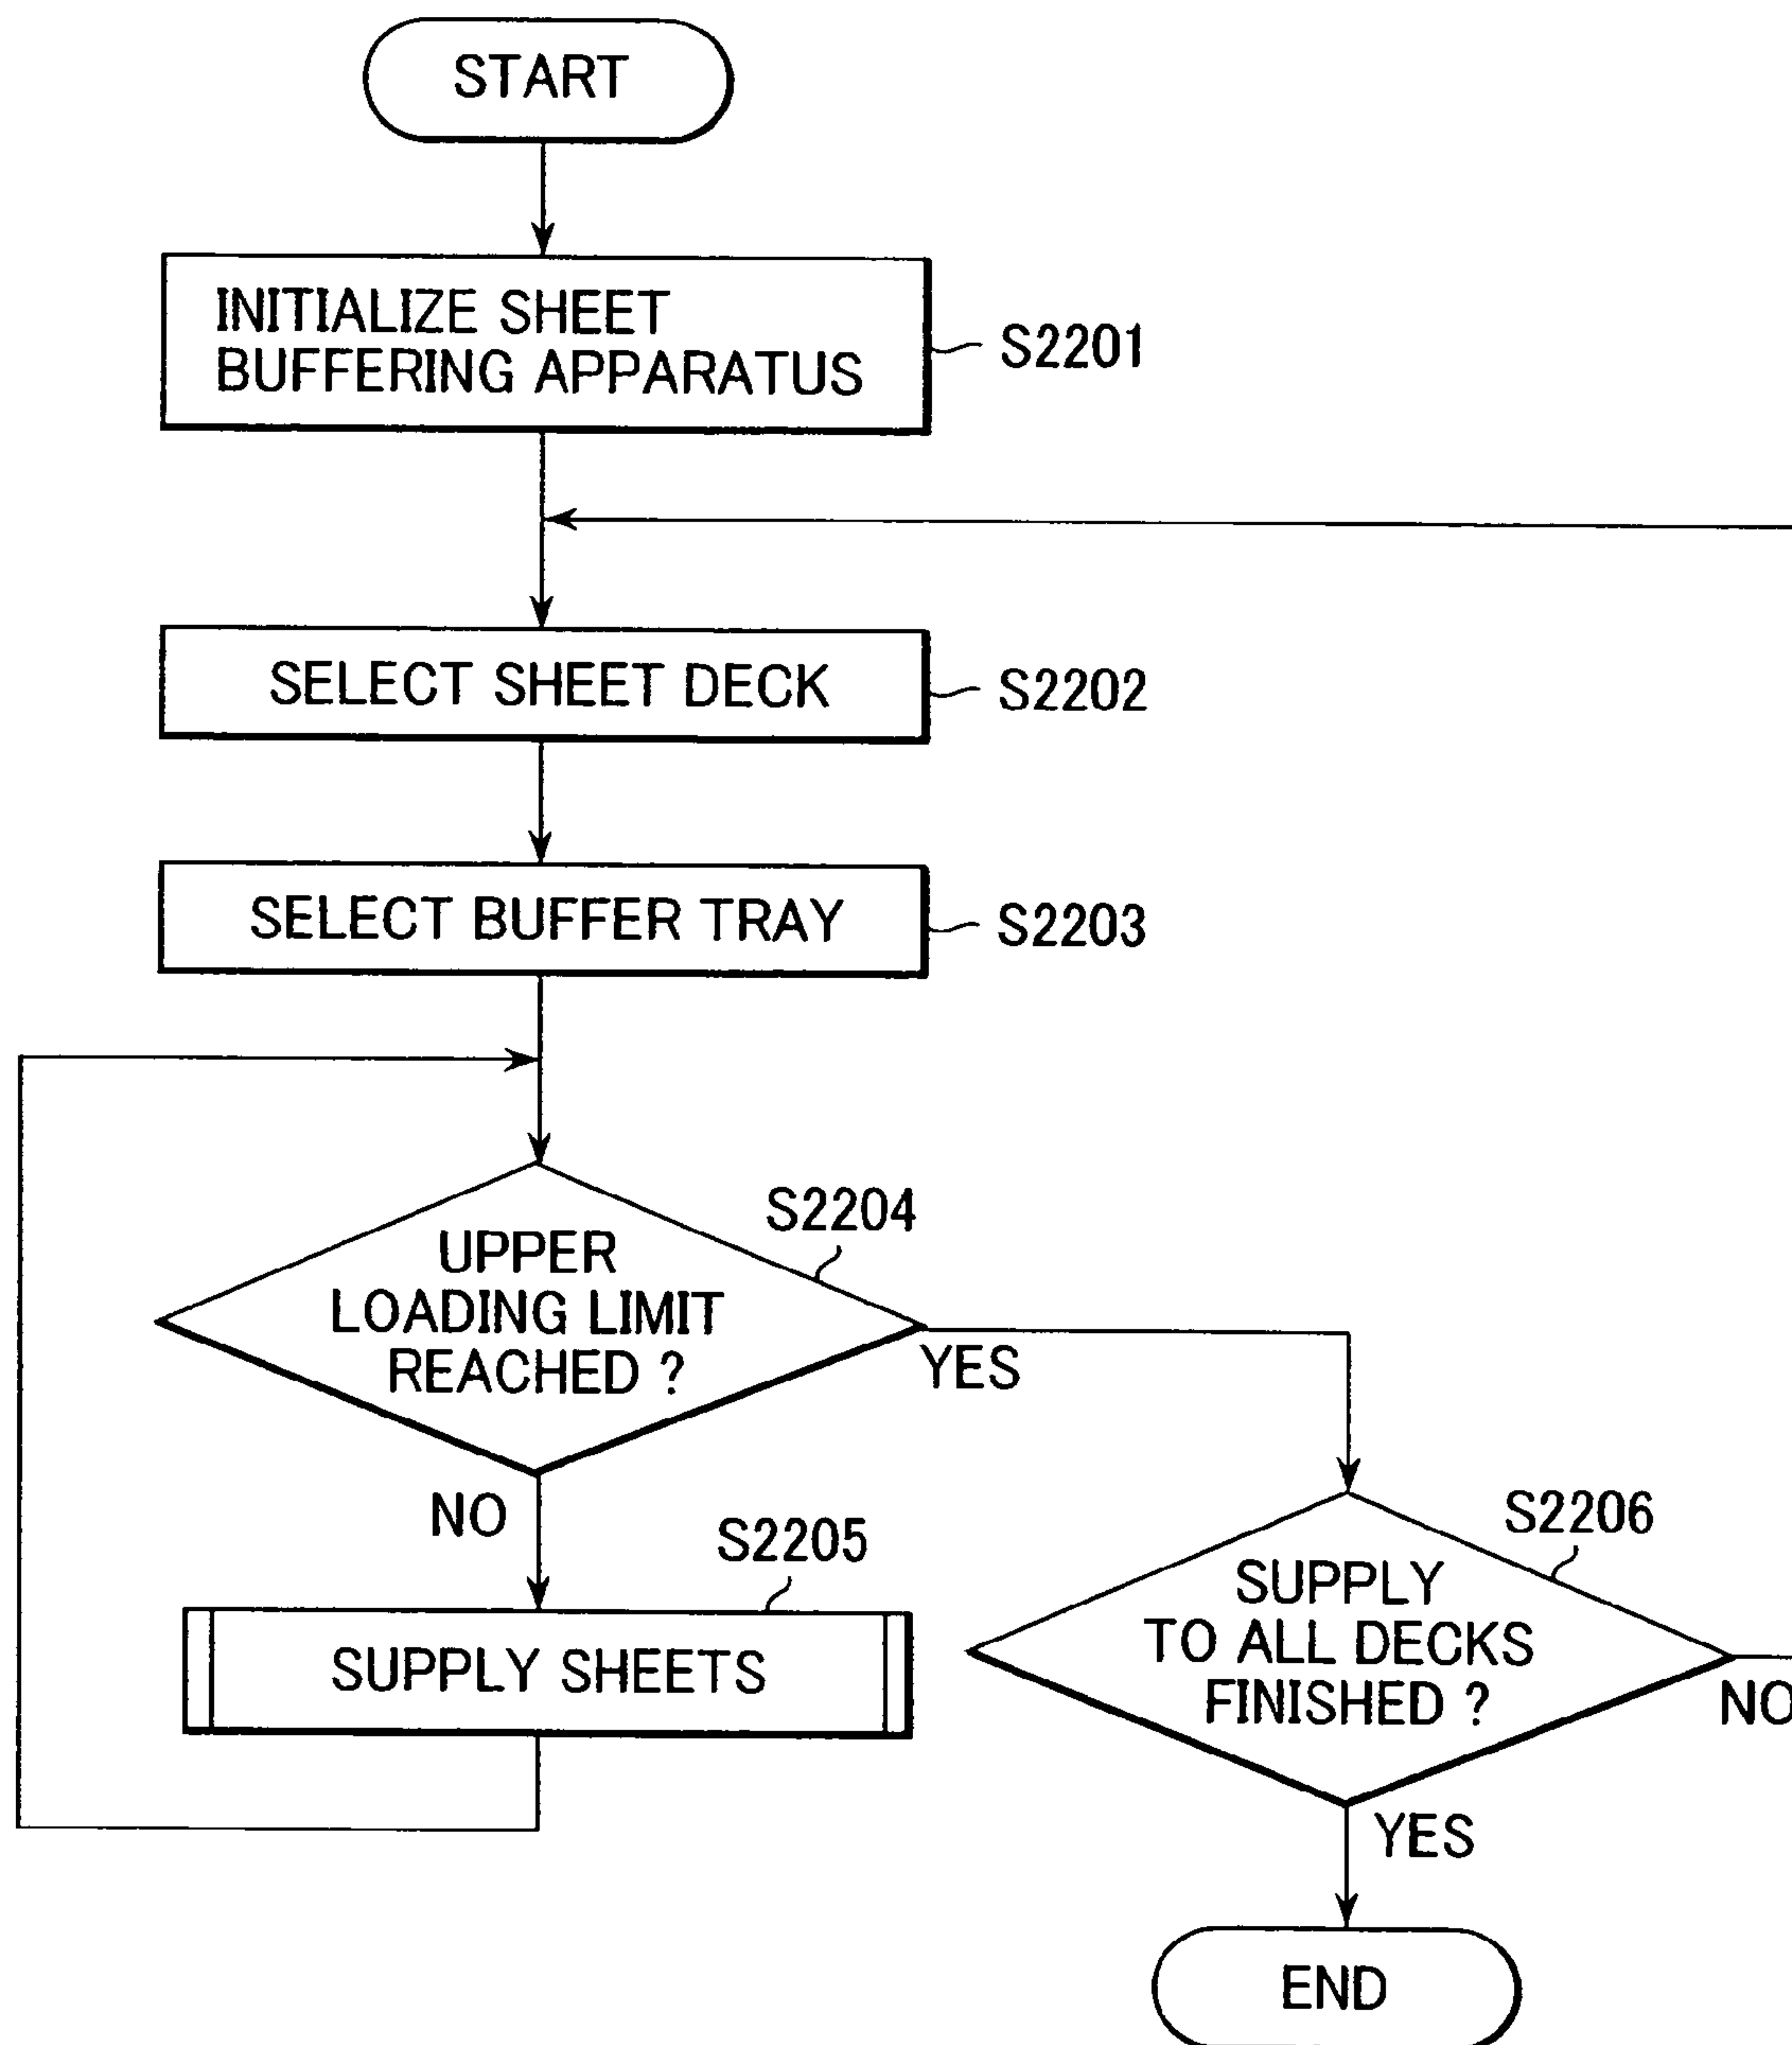 START
INITIALIZE SHEET
BUFFERING APPARATUS
S2201
SELECT SHEET DECK
S2202
SELECT BUFFER TRAY
S2203
S2204
UPPER
LOADING LIMIT
REACHED ?
YES
NO
S2205
SUPPLY SHEETS
S2206
SUPPLY
TO ALL DECKS
FINISHED ?
NO
YES
END